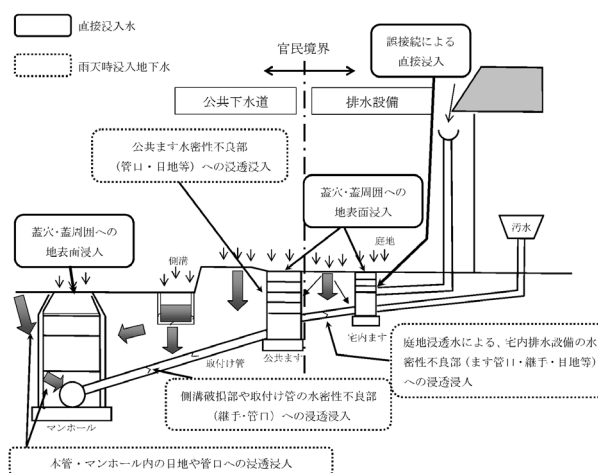 直接浸入水
雨天時浸入地下水
官民境界
誤接続による
直接浸入
公共下水道
排水設備
公共ます水密性不良部
（管口・目地等）への浸透浸入
蓋穴・蓋周囲への
地表面浸入
蓋穴・蓋周囲への
地表面浸入
側溝
庭地
汚水
取付け管
公共ます
宅内ます
庭地浸透水による、宅内排水設備の水
密性不良部（ます管口・継手・目地等）
への浸透浸入
側溝破損部や取付け管の水密性不良部
（継手・管口）への浸透浸入
マンホール
本管・マンホール内の目地や管口への浸透浸入